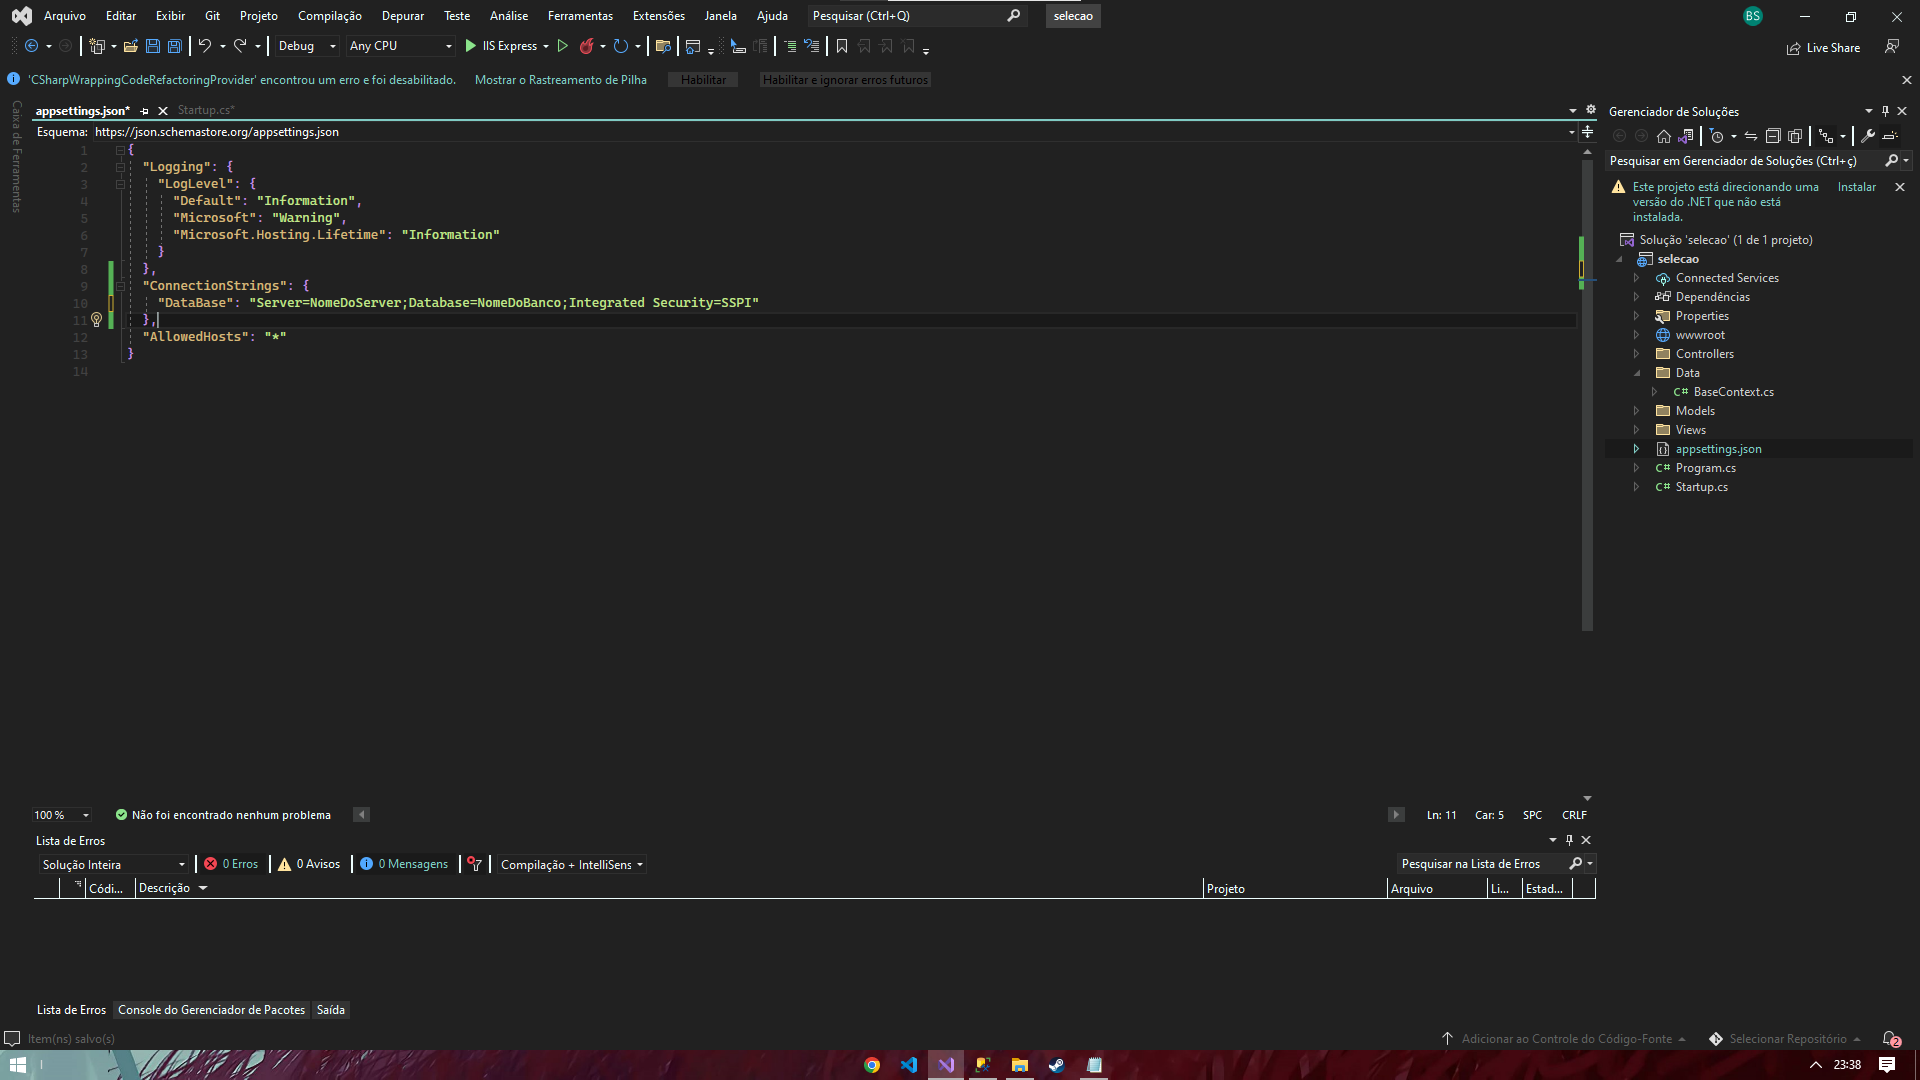 Arquivo Editar Exibir Git Projeto Compilação Depurar Teste Análise Ferramentas Extensões Janela Ajuda Pesquisar (Ctrl+Q) selecao BS
Debug Any CPU IIS Express Live Share
'CSharpWrappingCodeRefactoringProvider' encontrou um erro e foi desabilitado. Mostrar o Rastreamento de Pilha Habilitar Habilitar e ignorar erros futuros
Caixa de Ferramentas
appsettings.json* Startup.cs*
Esquema: https://json.schemastore.org/appsettings.json
1 {
2 "Logging": {
3 "LogLevel": {
4 "Default": "Information",
5 "Microsoft": "Warning",
6 "Microsoft.Hosting.Lifetime": "Information"
7 }
8 },
9 "ConnectionStrings": {
10 "DataBase": "Server=NomeDoServer;Database=NomeDoBanco;Integrated Security=SSPI"
11 },
12 "AllowedHosts": "*"
13 }
14
100 % Não foi encontrado nenhum problema Ln: 11 Car: 5 SPC CRLF
Lista de Erros
Solução Inteira 0 Erros 0 Avisos 0 Mensagens Compilação + IntelliSens Pesquisar na Lista de Erros
Códi... Descrição Projeto Arquivo Li... Estad...
Lista de Erros Console do Gerenciador de Pacotes Saída
Gerenciador de Soluções
Pesquisar em Gerenciador de Soluções (Ctrl+ç)
Este projeto está direcionando uma Instalar
versão do .NET que não está
instalada.
Solução 'selecao' (1 de 1 projeto)
selecao
Connected Services
Dependências
Properties
wwwroot
Controllers
Data
C# BaseContext.cs
Models
Views
appsettings.json
C# Program.cs
C# Startup.cs
Item(ns) salvo(s) Adicionar ao Controle do Código-Fonte Selecionar Repositório 2
23:38